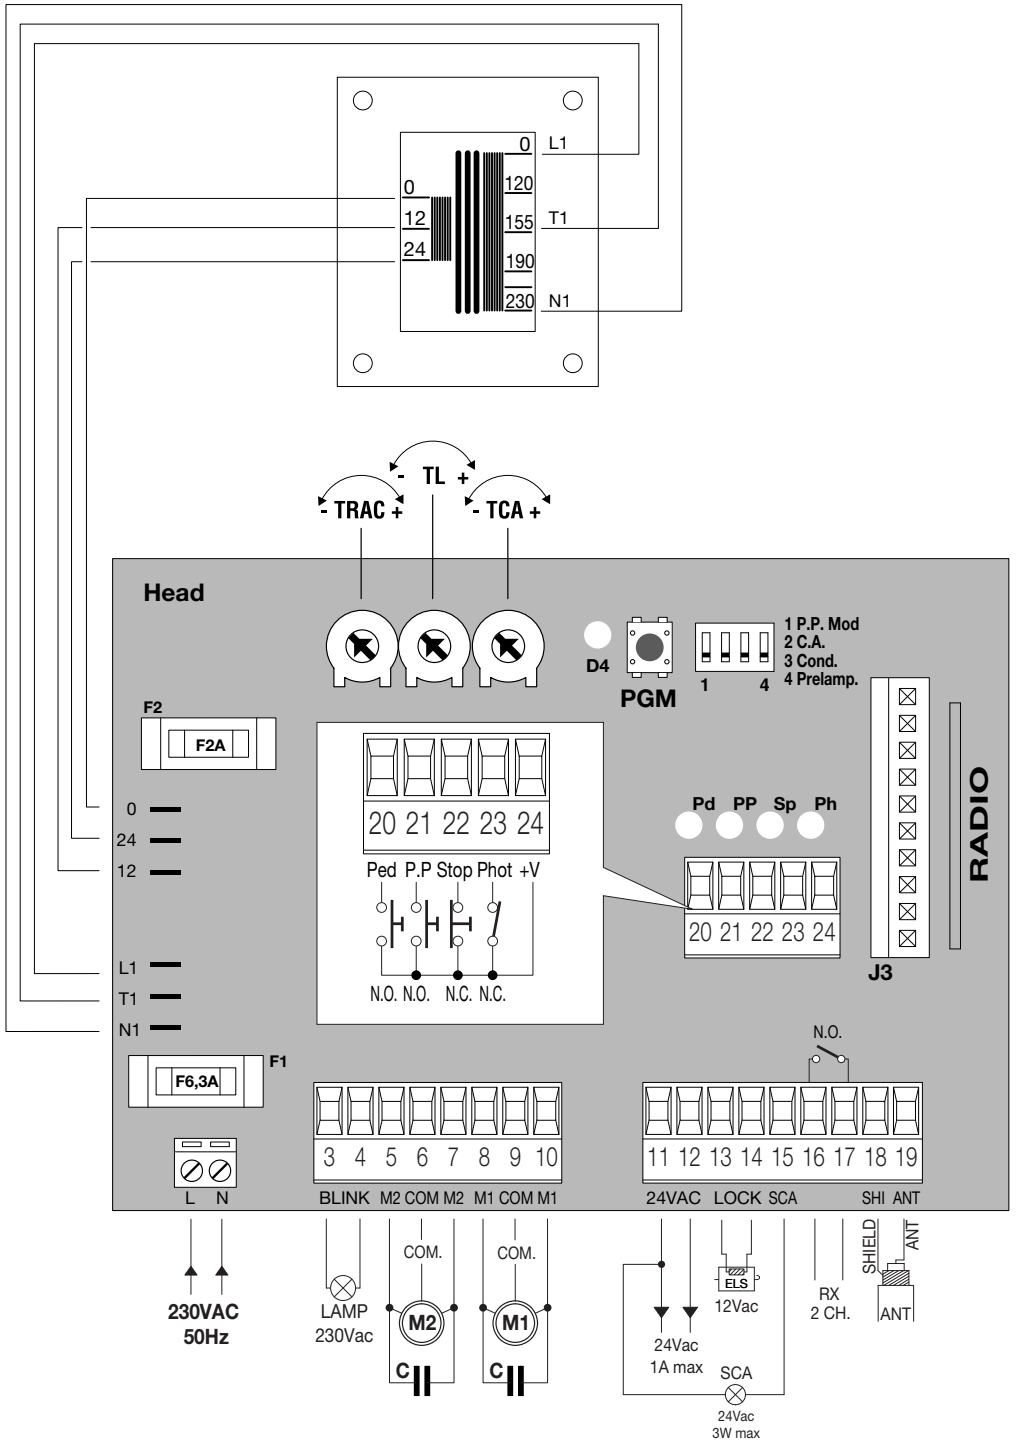 0 L1
120
0
12 155 T1
24
190
230 N1
- TL +
- TRAC + - TCA +
Head
D4
PGM
1 4
1 P.P. Mod
2 C.A.
3 Cond.
4 Prelamp.
F2
F2A
0
24
12
L1
T1
N1
20 21 22 23 24
Ped P.P Stop Phot +V
N.O. N.O. N.C. N.C.
Pd PP Sp Ph
20 21 22 23 24
RADIO
J3
F1
F6,3A
N.O.
3 4 5 6 7 8 9 10
11 12 13 14 15 16 17 18 19
L N
BLINK M2 COM M2 M1 COM M1
24VAC LOCK SCA SHI ANT
230VAC
50Hz
LAMP
230Vac
COM.
M2
C
COM.
M1
C
24Vac
1A max
ELS
12Vac
SCA
24Vac
3W max
RX
2 CH.
SHIELD
ANT
ANT